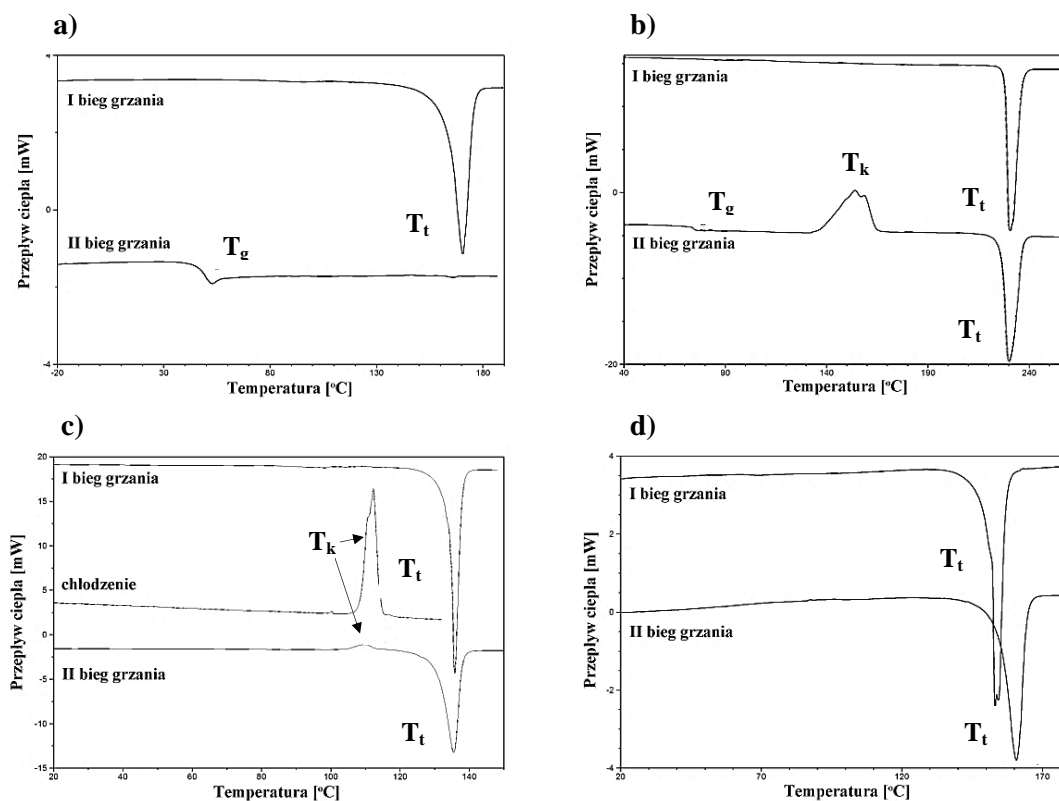 a)
4
I bieg grzania
Przepływ ciepła [mW]
0
T_t
II bieg grzania
T_g
-4
-20 30 80 130 180
Temperatura [°C]
b)
I bieg grzania
Przepływ ciepła [mW]
T_k
0
T_g
T_t
II bieg grzania
T_t
-20
40 90 140 190 240
Temperatura [°C]
c)
20
I bieg grzania
15
Przepływ ciepła [mW]
10
T_k
T_t
chłodzenie
5
0
II bieg grzania
-5
-10
T_t
-15
20 40 60 80 100 120 140
Temperatura [°C]
d)
4
I bieg grzania
Przepływ ciepła [mW]
2
T_t
0
II bieg grzania
-2
T_t
-4
20 70 120 170
Temperatura [°C]